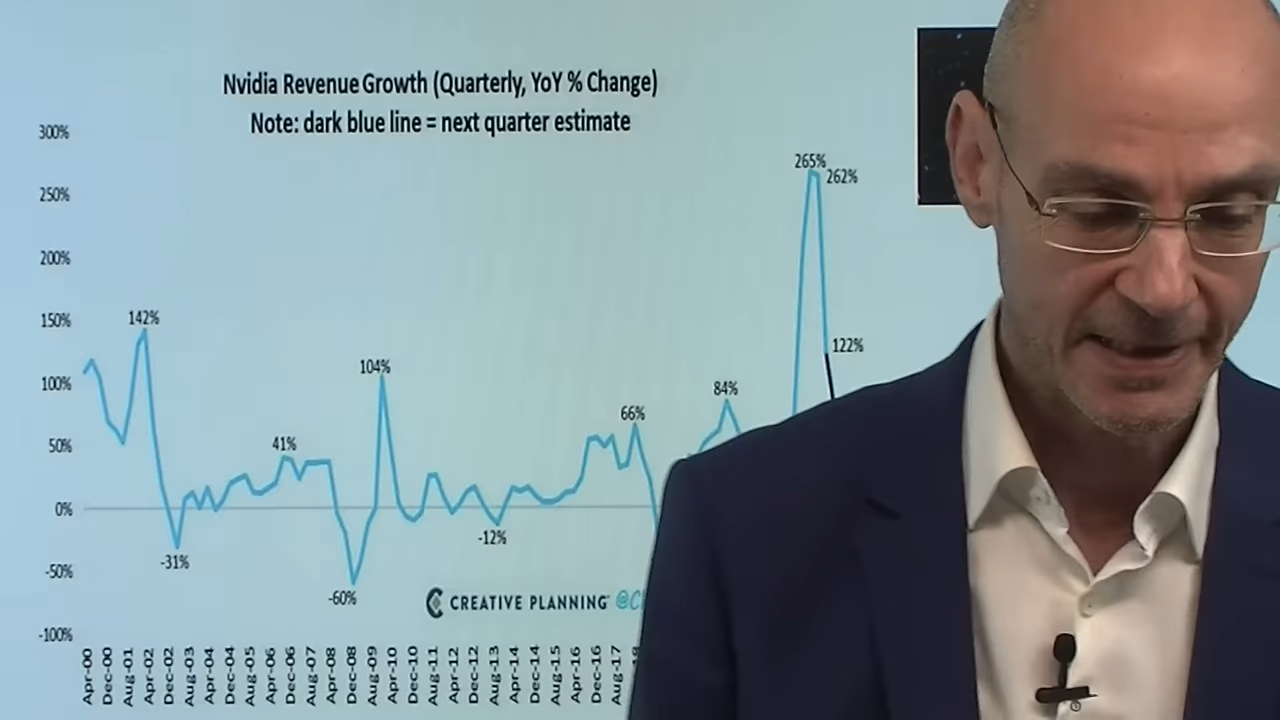 Nvidia Revenue Growth (Quarterly, YoY % Change)
Note: dark blue line = next quarter estimate
300%
250%
200%
150%
100%
50%
0%
-50%
-100%
142%
-31%
41%
-60%
104%
-12%
66%
84%
265%
262%
122%
CREATIVE PLANNING @C
Apr-00
Dec-00
Aug-01
Apr-02
Dec-02
Aug-03
Apr-04
Dec-04
Aug-05
Apr-06
Dec-06
Aug-07
Apr-08
Dec-08
Aug-09
Apr-10
Dec-10
Aug-11
Apr-12
Dec-12
Aug-13
Apr-14
Dec-14
Aug-15
Apr-16
Dec-16
Aug-17